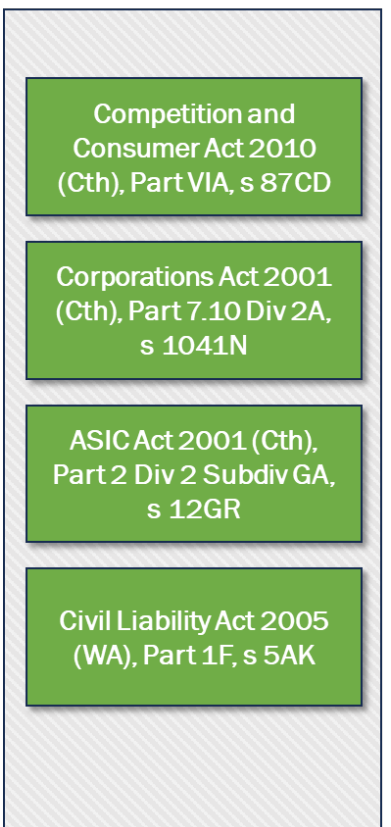 Competition and
Consumer Act 2010
(Cth), Part VIA, s 87CD
Corporations Act 2001
(Cth), Part 7.10 Div 2A,
s 1041N
ASIC Act 2001 (Cth),
Part 2 Div 2 Subdiv GA,
s 12GR
Civil Liability Act 2005
(WA), Part 1F, s 5AK